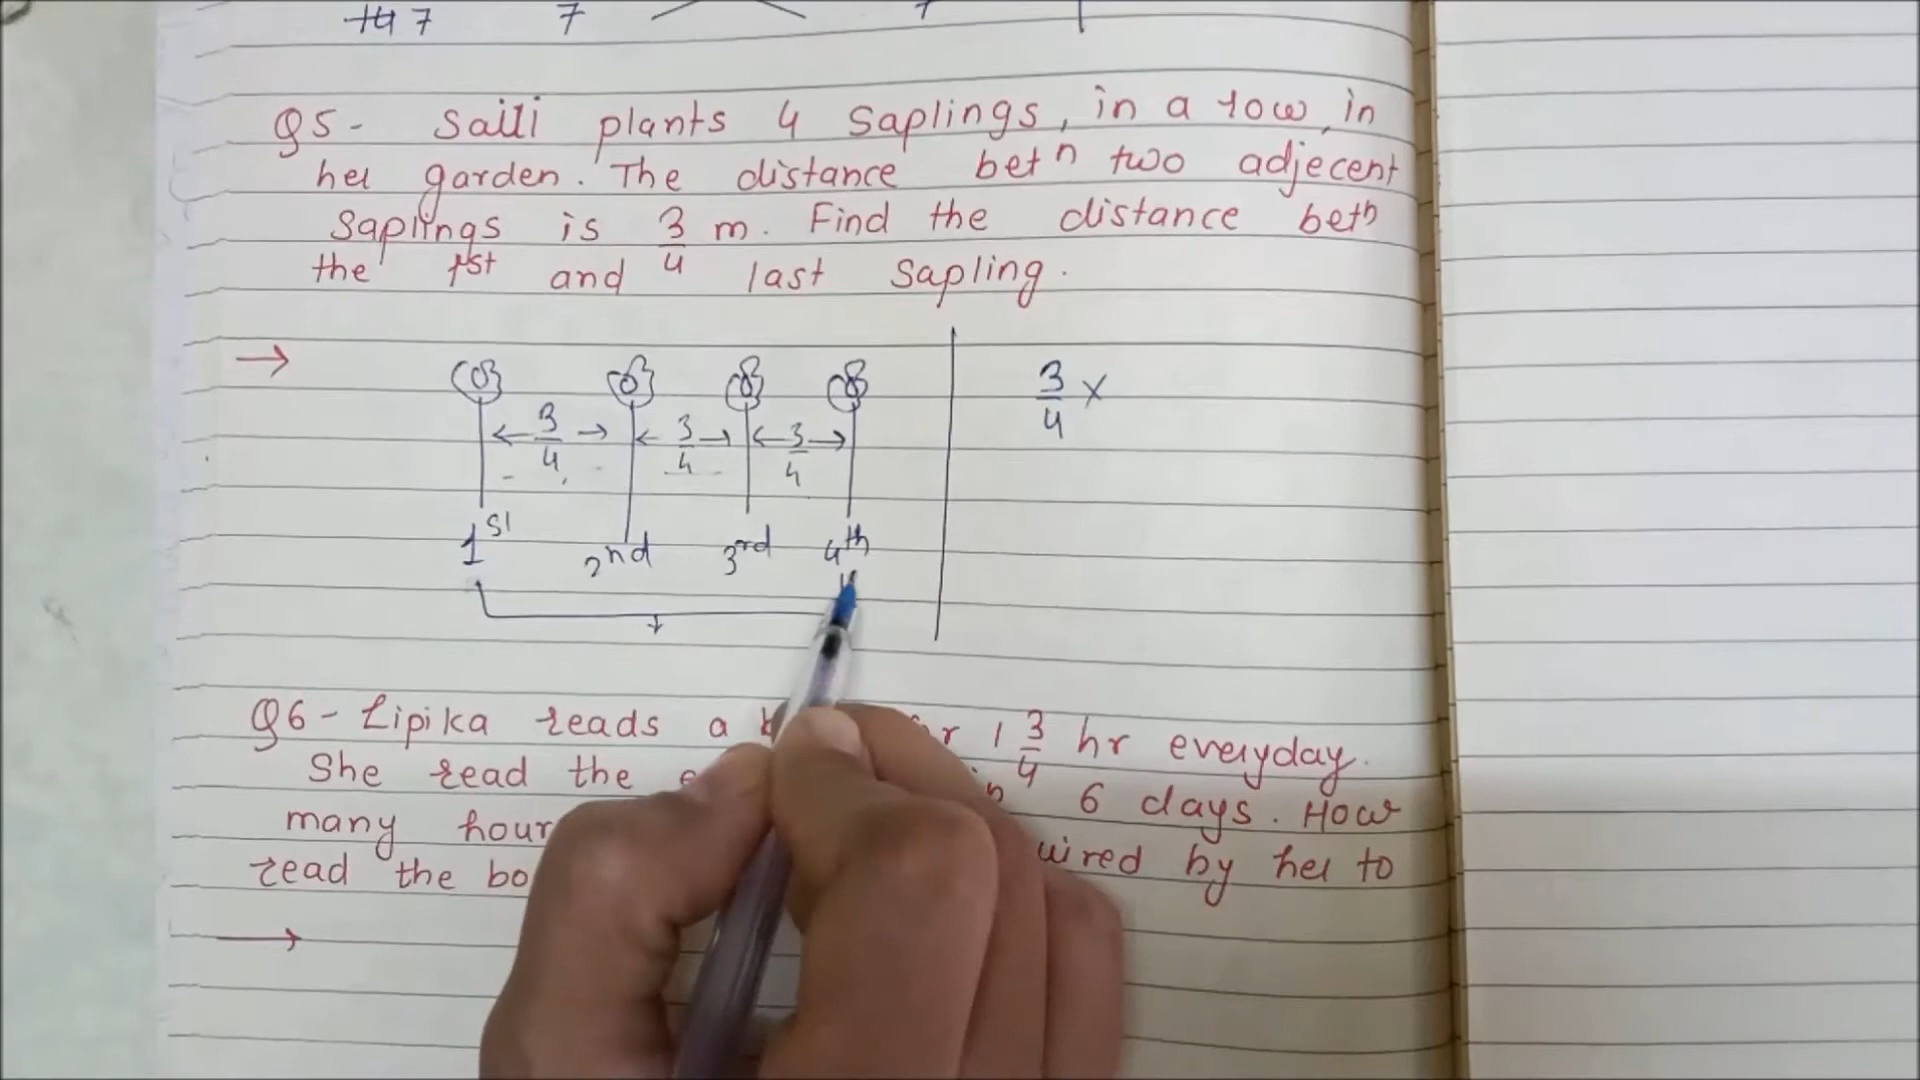 7 7
Q5- Saili plants 4 saplings, in a row, in
her garden. The distance betn two adjecent
saplings is 3/4 m. Find the distance betn
the 1st and last sapling.
→
3/4 3/4 3/4
3/4 ×
1st 2nd 3rd 4th
Q6- Lipika reads a 1 3/4 hr everyday.
She read the 6 days. How
many hour
read the bo by her to
→